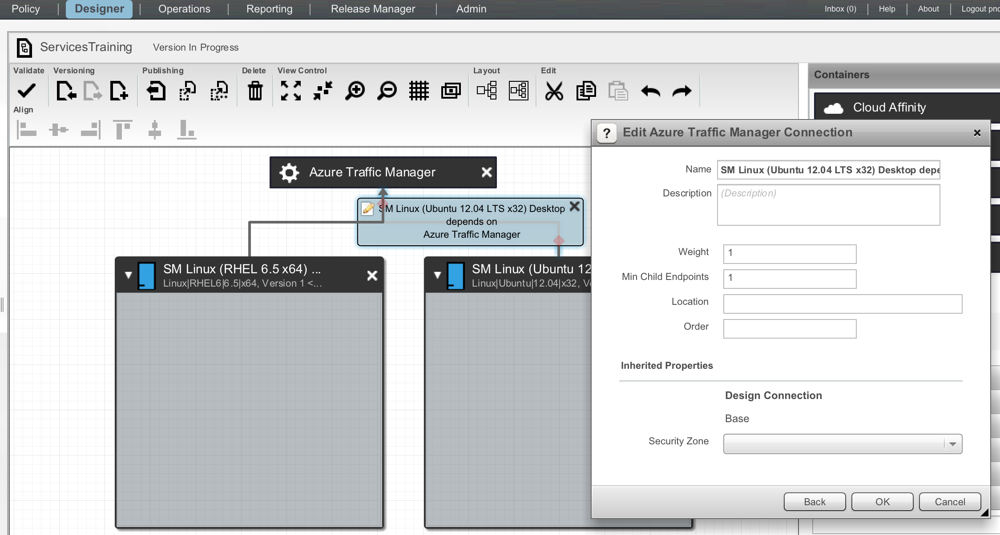 Policy
Designer
Operations
Reporting
Release Manager
Admin
Inbox (0)
Help
About
Logout
ServicesTraining
Version In Progress
Validate
Versioning
Publishing
Delete
View Control
Layout
Edit
Align
Containers
Cloud Affinity
Azure Traffic Manager
SM Linux (Ubuntu 12.04 LTS x32) Desktop
depends on
Azure Traffic Manager
SM Linux (RHEL 6.5 x64) ...
Linux|RHEL6|6.5|x64, Version 1 <...
SM Linux (Ubuntu 12
Linux|Ubuntu|12.04|x32,
? Edit Azure Traffic Manager Connection
Name
SM Linux (Ubuntu 12.04 LTS x32) Desktop depe
Description
(Description)
Weight
1
Min Child Endpoints
1
Location
Order
Inherited Properties
Design Connection
Base
Security Zone
Back
OK
Cancel